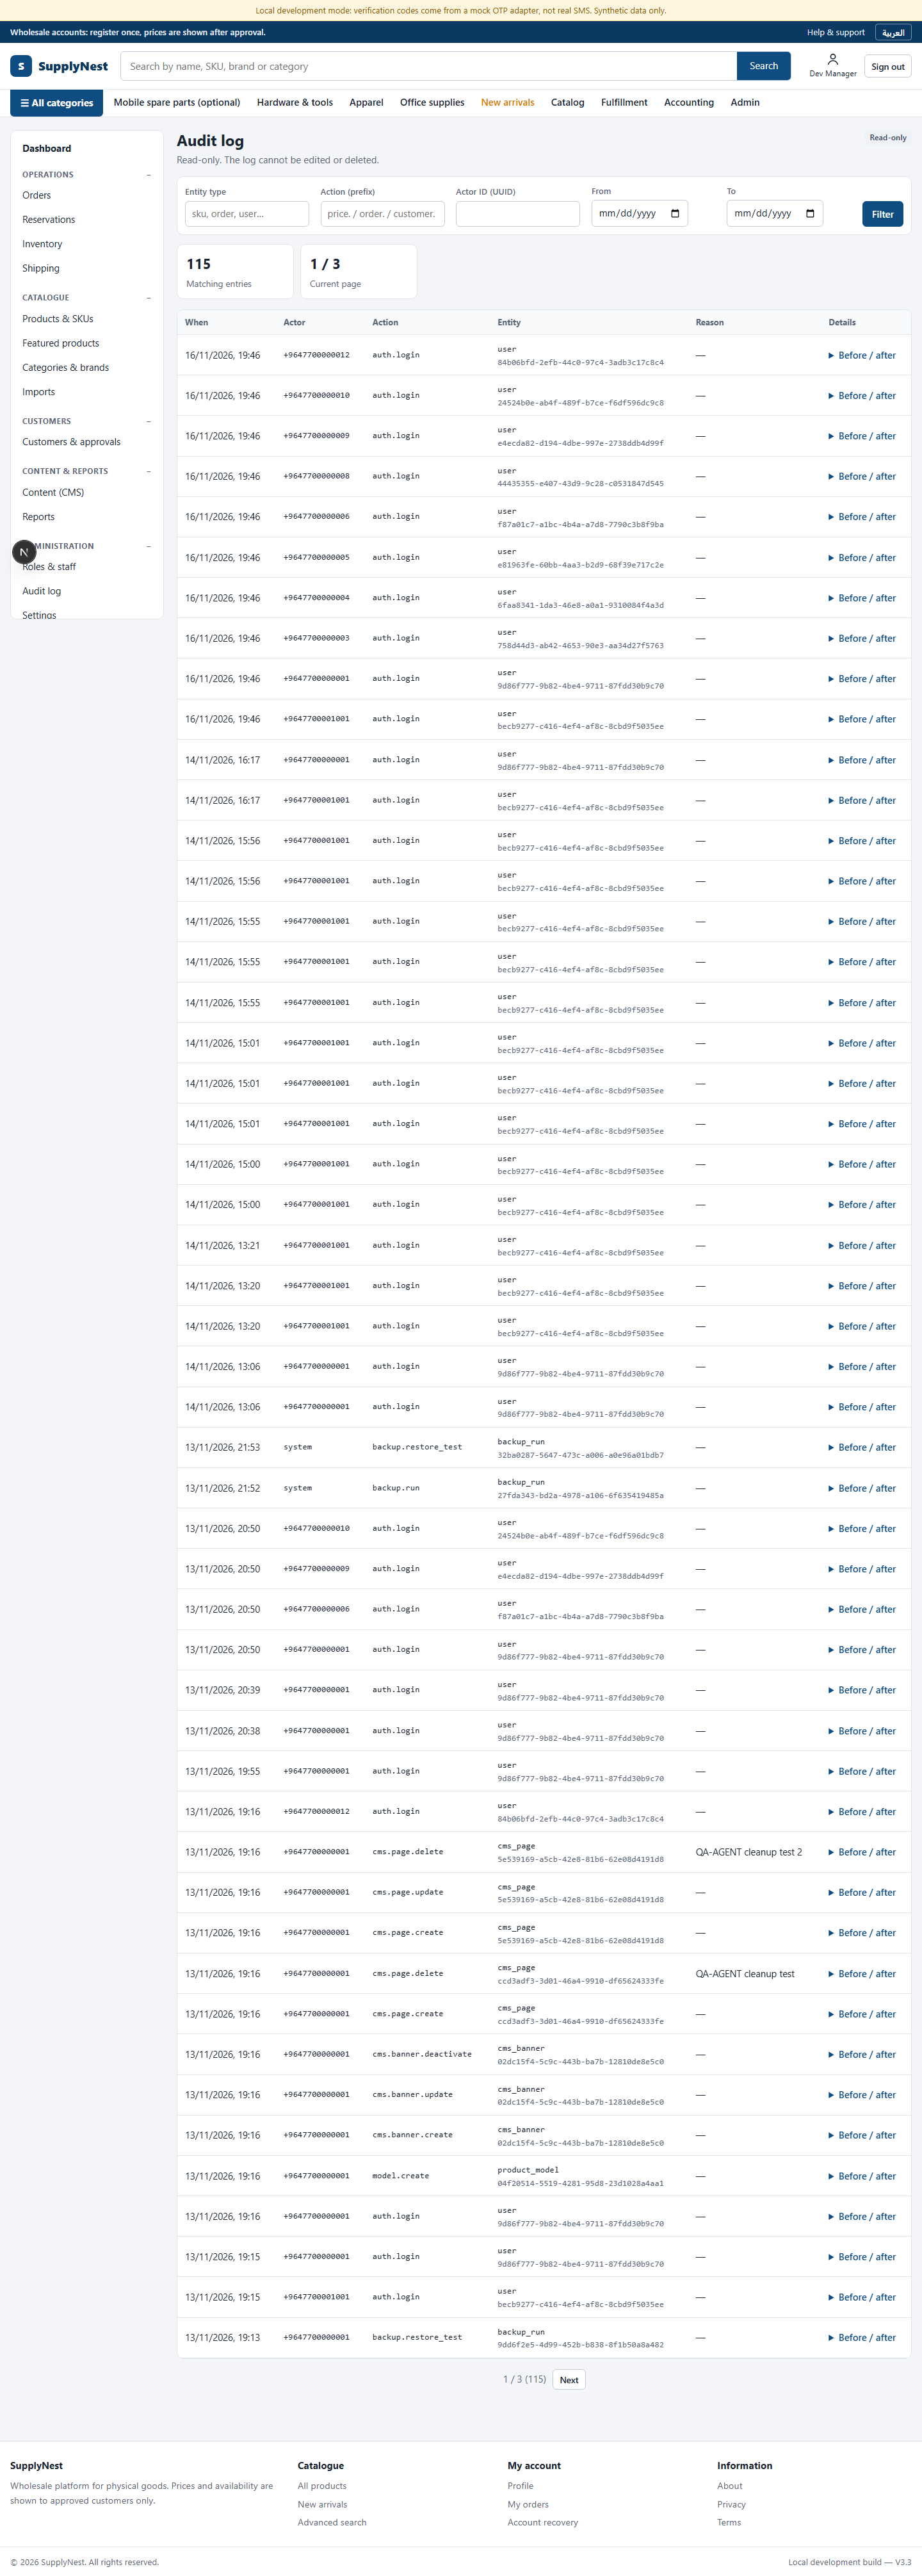 Local development mode: verification codes come from a mock OTP adapter, not real SMS. Synthetic data only.
Wholesale accounts: register once, prices are shown after approval.
Help & support
العربية
S
SupplyNest
Search by name, SKU, brand or category
Search
Dev Manager
Sign out
☰ All categories
Mobile spare parts (optional)
Hardware & tools
Apparel
Office supplies
New arrivals
Catalog
Fulfillment
Accounting
Admin
Dashboard
OPERATIONS –
Orders
Reservations
Inventory
Shipping
CATALOGUE –
Products & SKUs
Featured products
Categories & brands
Imports
CUSTOMERS –
Customers & approvals
CONTENT & REPORTS –
Content (CMS)
Reports
N
MINISTRATION –
Roles & staff
Audit log
Settings
Audit log
Read-only
Read-only. The log cannot be edited or deleted.
Entity type
sku, order, user…
Action (prefix)
price. / order. / customer.
Actor ID (UUID)
From
mm/dd/yyyy
To
mm/dd/yyyy
Filter
115
Matching entries
1 / 3
Current page
When Actor Action Entity Reason Details
16/11/2026, 19:46 +9647700000012 auth.login user 84b06bfd-2efb-44c0-97c4-3adb3c17c8c4 — ▶ Before / after
16/11/2026, 19:46 +9647700000010 auth.login user 24524b0e-ab4f-489f-b7ce-f6df596dc9c8 — ▶ Before / after
16/11/2026, 19:46 +9647700000009 auth.login user e4ecda82-d194-4dbe-997e-2738ddb4d99f — ▶ Before / after
16/11/2026, 19:46 +9647700000008 auth.login user 44435355-e407-43d9-9c28-c0531847d545 — ▶ Before / after
16/11/2026, 19:46 +9647700000006 auth.login user f87a01c7-a1bc-4b4a-a7d8-7790c3b8f9ba — ▶ Before / after
16/11/2026, 19:46 +9647700000005 auth.login user e81963fe-60bb-4aa3-b2d9-68f39e717c2e — ▶ Before / after
16/11/2026, 19:46 +9647700000004 auth.login user 6faa8341-1da3-46e8-a0a1-9310084f4a3d — ▶ Before / after
16/11/2026, 19:46 +9647700000003 auth.login user 758d44d3-ab42-4653-90e3-aa34d27f5763 — ▶ Before / after
16/11/2026, 19:46 +9647700000001 auth.login user 9d86f777-9b82-4be4-9711-87fdd30b9c70 — ▶ Before / after
16/11/2026, 19:46 +9647700001001 auth.login user becb9277-c416-4ef4-af8c-8cbd9f5035ee — ▶ Before / after
14/11/2026, 16:17 +9647700000001 auth.login user 9d86f777-9b82-4be4-9711-87fdd30b9c70 — ▶ Before / after
14/11/2026, 16:17 +9647700001001 auth.login user becb9277-c416-4ef4-af8c-8cbd9f5035ee — ▶ Before / after
14/11/2026, 15:56 +9647700001001 auth.login user becb9277-c416-4ef4-af8c-8cbd9f5035ee — ▶ Before / after
14/11/2026, 15:56 +9647700001001 auth.login user becb9277-c416-4ef4-af8c-8cbd9f5035ee — ▶ Before / after
14/11/2026, 15:55 +9647700001001 auth.login user becb9277-c416-4ef4-af8c-8cbd9f5035ee — ▶ Before / after
14/11/2026, 15:55 +9647700001001 auth.login user becb9277-c416-4ef4-af8c-8cbd9f5035ee — ▶ Before / after
14/11/2026, 15:55 +9647700001001 auth.login user becb9277-c416-4ef4-af8c-8cbd9f5035ee — ▶ Before / after
14/11/2026, 15:01 +9647700001001 auth.login user becb9277-c416-4ef4-af8c-8cbd9f5035ee — ▶ Before / after
14/11/2026, 15:01 +9647700001001 auth.login user becb9277-c416-4ef4-af8c-8cbd9f5035ee — ▶ Before / after
14/11/2026, 15:01 +9647700001001 auth.login user becb9277-c416-4ef4-af8c-8cbd9f5035ee — ▶ Before / after
14/11/2026, 15:00 +9647700001001 auth.login user becb9277-c416-4ef4-af8c-8cbd9f5035ee — ▶ Before / after
14/11/2026, 15:00 +9647700001001 auth.login user becb9277-c416-4ef4-af8c-8cbd9f5035ee — ▶ Before / after
14/11/2026, 13:21 +9647700001001 auth.login user becb9277-c416-4ef4-af8c-8cbd9f5035ee — ▶ Before / after
14/11/2026, 13:20 +9647700001001 auth.login user becb9277-c416-4ef4-af8c-8cbd9f5035ee — ▶ Before / after
14/11/2026, 13:20 +9647700001001 auth.login user becb9277-c416-4ef4-af8c-8cbd9f5035ee — ▶ Before / after
14/11/2026, 13:06 +9647700000001 auth.login user 9d86f777-9b82-4be4-9711-87fdd30b9c70 — ▶ Before / after
14/11/2026, 13:06 +9647700000001 auth.login user 9d86f777-9b82-4be4-9711-87fdd30b9c70 — ▶ Before / after
13/11/2026, 21:53 system backup.restore_test backup_run 32ba0287-5647-473c-a006-a0e96a01bdb7 — ▶ Before / after
13/11/2026, 21:52 system backup.run backup_run 27fda343-bd2a-4978-a106-6f635419485a — ▶ Before / after
13/11/2026, 20:50 +9647700000010 auth.login user 24524b0e-ab4f-489f-b7ce-f6df596dc9c8 — ▶ Before / after
13/11/2026, 20:50 +9647700000009 auth.login user e4ecda82-d194-4dbe-997e-2738ddb4d99f — ▶ Before / after
13/11/2026, 20:50 +9647700000006 auth.login user f87a01c7-a1bc-4b4a-a7d8-7790c3b8f9ba — ▶ Before / after
13/11/2026, 20:50 +9647700000001 auth.login user 9d86f777-9b82-4be4-9711-87fdd30b9c70 — ▶ Before / after
13/11/2026, 20:39 +9647700000001 auth.login user 9d86f777-9b82-4be4-9711-87fdd30b9c70 — ▶ Before / after
13/11/2026, 20:38 +9647700000001 auth.login user 9d86f777-9b82-4be4-9711-87fdd30b9c70 — ▶ Before / after
13/11/2026, 19:55 +9647700000001 auth.login user 9d86f777-9b82-4be4-9711-87fdd30b9c70 — ▶ Before / after
13/11/2026, 19:16 +9647700000012 auth.login user 84b06bfd-2efb-44c0-97c4-3adb3c17c8c4 — ▶ Before / after
13/11/2026, 19:16 +9647700000001 cms.page.delete cms_page 5e539169-a5cb-42e8-81b6-62e08d4191d8 QA-AGENT cleanup test 2 ▶ Before / after
13/11/2026, 19:16 +9647700000001 cms.page.update cms_page 5e539169-a5cb-42e8-81b6-62e08d4191d8 — ▶ Before / after
13/11/2026, 19:16 +9647700000001 cms.page.create cms_page 5e539169-a5cb-42e8-81b6-62e08d4191d8 — ▶ Before / after
13/11/2026, 19:16 +9647700000001 cms.page.delete cms_page ccd3adf3-3d01-46a4-9910-df65624333fe QA-AGENT cleanup test ▶ Before / after
13/11/2026, 19:16 +9647700000001 cms.page.create cms_page ccd3adf3-3d01-46a4-9910-df65624333fe — ▶ Before / after
13/11/2026, 19:16 +9647700000001 cms.banner.deactivate cms_banner 02dc15f4-5c9c-443b-ba7b-12810de8e5c0 — ▶ Before / after
13/11/2026, 19:16 +9647700000001 cms.banner.update cms_banner 02dc15f4-5c9c-443b-ba7b-12810de8e5c0 — ▶ Before / after
13/11/2026, 19:16 +9647700000001 cms.banner.create cms_banner 02dc15f4-5c9c-443b-ba7b-12810de8e5c0 — ▶ Before / after
13/11/2026, 19:16 +9647700000001 model.create product_model 04f20514-5519-4281-95d8-23d1028a4aa1 — ▶ Before / after
13/11/2026, 19:16 +9647700000001 auth.login user 9d86f777-9b82-4be4-9711-87fdd30b9c70 — ▶ Before / after
13/11/2026, 19:15 +9647700000001 auth.login user 9d86f777-9b82-4be4-9711-87fdd30b9c70 — ▶ Before / after
13/11/2026, 19:15 +9647700001001 auth.login user becb9277-c416-4ef4-af8c-8cbd9f5035ee — ▶ Before / after
13/11/2026, 19:13 +9647700000001 backup.restore_test backup_run 9dd6f2e5-4d99-452b-b838-8f1b50a8a482 — ▶ Before / after
1 / 3 (115)
Next
SupplyNest
Wholesale platform for physical goods. Prices and availability are
shown to approved customers only.
Catalogue
All products
New arrivals
Advanced search
My account
Profile
My orders
Account recovery
Information
About
Privacy
Terms
© 2026 SupplyNest. All rights reserved.
Local development build — V3.3